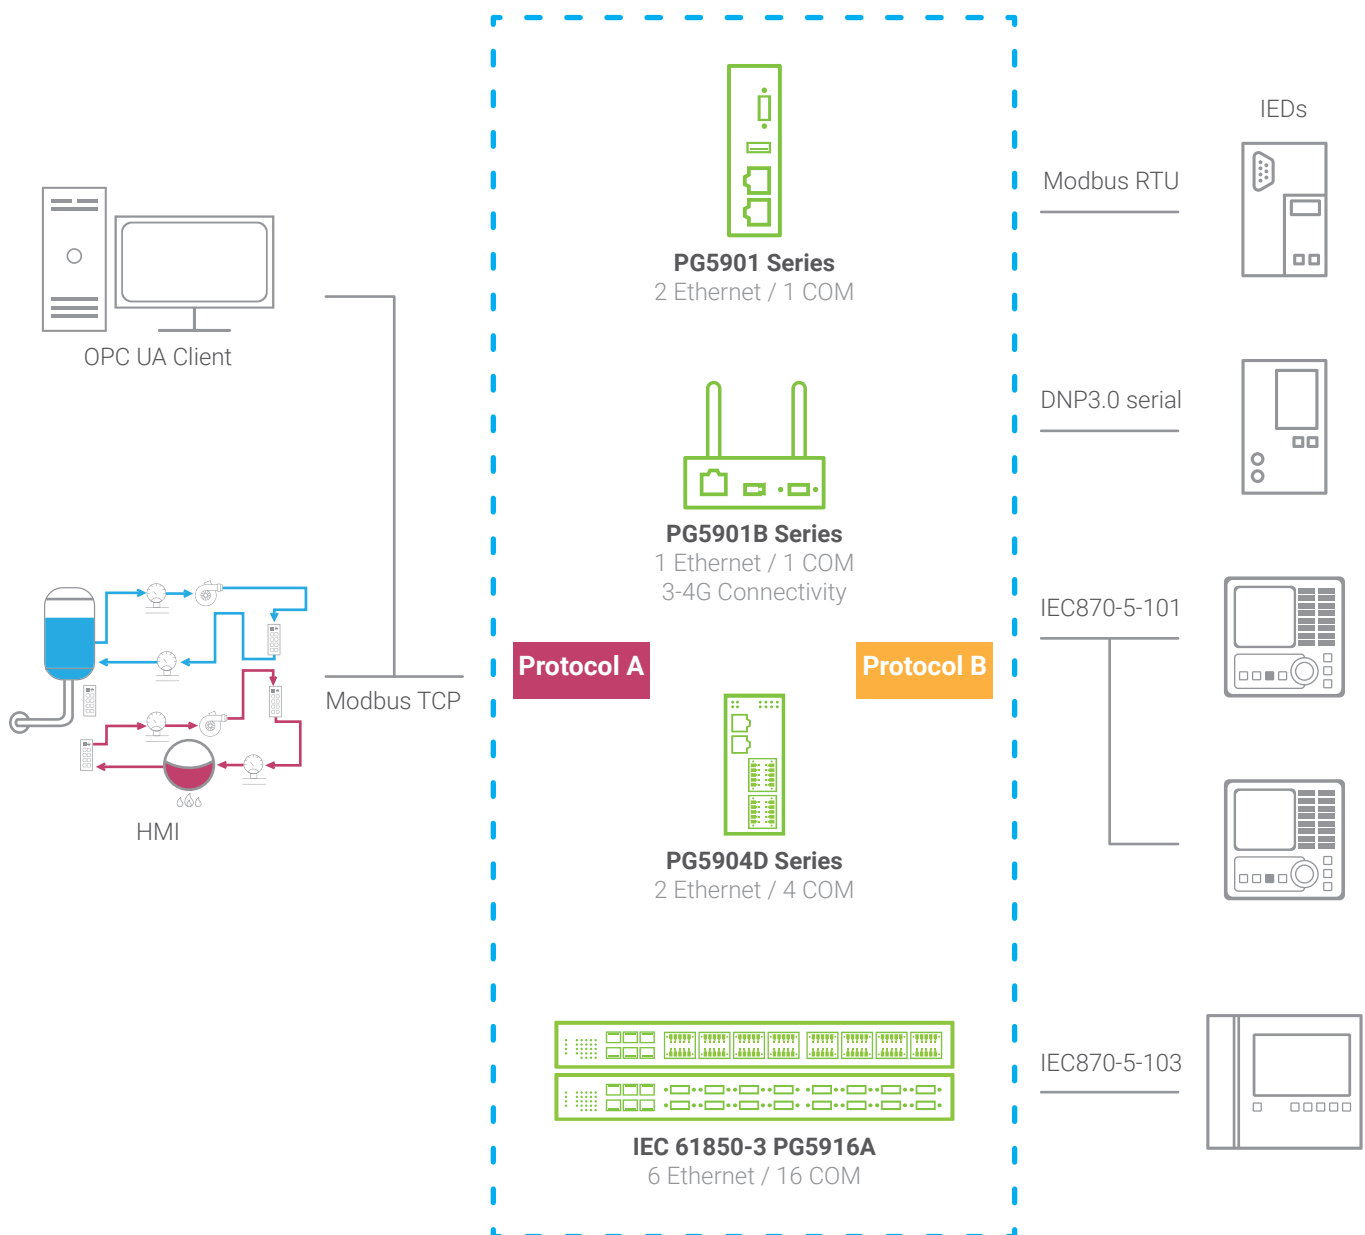 IEDs
Modbus RTU
PG5901 Series
2 Ethernet / 1 COM
OPC UA Client
DNP3.0 serial
PG5901B Series
1 Ethernet / 1 COM
3-4G Connectivity
IEC870-5-101
Protocol A
Protocol B
Modbus TCP
HMI
PG5904D Series
2 Ethernet / 4 COM
IEC870-5-103
IEC 61850-3 PG5916A
6 Ethernet / 16 COM